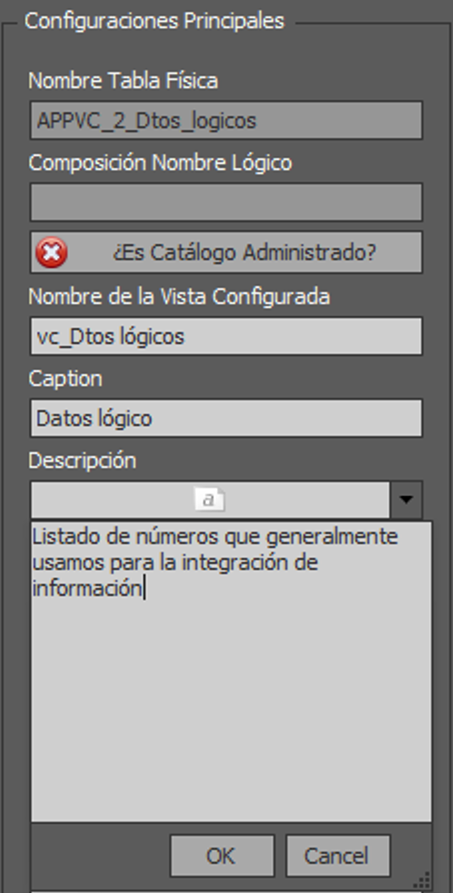 Configuraciones Principales
Nombre Tabla Física
APPVC_2_Dtos_logicos
Composición Nombre Lógico
¿Es Catálogo Administrado?
Nombre de la Vista Configurada
vc_Dtos lógicos
Caption
Datos lógico
Descripción
a
Listado de números que generalmente
usamos para la integración de
información
OK
Cancel